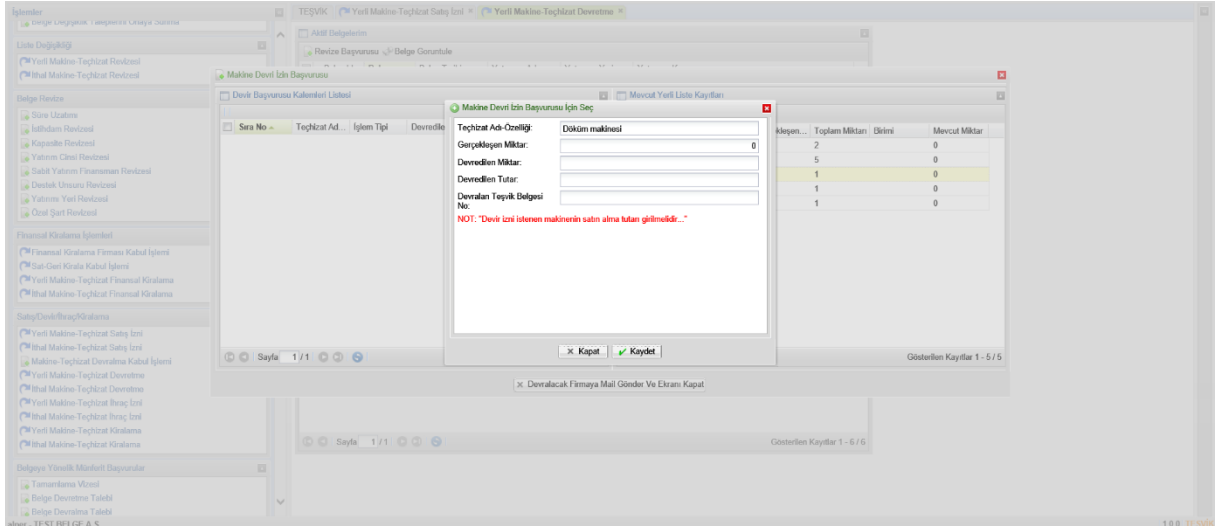 İşlemler
TEŞVİK
Yerli Makine-Teçhizat Satış İzni ×
Yerli Makine-Teçhizat Devretme ×
Belge Değişiklik Taleplerini Onaya Sunma
Liste Değişikliği
Yerli Makine-Teçhizat Revizesi
İthal Makine-Teçhizat Revizesi
Belge Revize
Süre Uzatımı
İstihdam Revizesi
Kapasite Revizesi
Yatırım Cinsi Revizesi
Sabit Yatırım Finansman Revizesi
Destek Unsuru Revizesi
Yatırımı Yeri Revizesi
Özel Şart Revizesi
Finansal Kiralama İşlemleri
Finansal Kiralama Firması Kabul İşlemi
Sat-Geri Kirala Kabul İşlemi
Yerli Makine-Teçhizat Finansal Kiralama
İthal Makine-Teçhizat Finansal Kiralama
Satış/Devir/İhraç/Kiralama
Yerli Makine-Teçhizat Satış İzni
İthal Makine-Teçhizat Satış İzni
Makine-Teçhizat Devralma Kabul İşlemi
Yerli Makine-Teçhizat Devretme
İthal Makine-Teçhizat Devretme
Yerli Makine-Teçhizat İhraç İzni
İthal Makine-Teçhizat İhraç İzni
Yerli Makine-Teçhizat Kiralama
İthal Makine-Teçhizat Kiralama
Belgeye Yönelik Münferit Başvurular
Tamamlama Vizesi
Belge Devretme Talebi
Belge Devralma Talebi
Aktif Belgelerim
Revize Başvurusu
Belge Goruntule
Makine Devri İzin Başvurusu
Devir Başvurusu Kalemleri Listesi
Mevcut Yerli Liste Kayıtları
Sıra No
Teçhizat Ad...
İşlem Tipi
Devredile
kleşen...
Toplam Miktarı
Birimi
Mevcut Miktar
2 0
5 0
1 0
1 0
1 0
Makine Devri İzin Başvurusu İçin Seç
Teçhizat Adı-Özelliği: Döküm makinesi
Gerçekleşen Miktar: 0
Devredilen Miktar:
Devredilen Tutar:
Devralan Teşvik Belgesi
No:
NOT: "Devir izni istenen makinenin satın alma tutarı girilmelidir..."
Kapat
Kaydet
Sayfa 1 / 1
Gösterilen Kayıtlar 1 - 5 / 5
Devralacak Firmaya Mail Gönder Ve Ekranı Kapat
Sayfa 1 / 1
Gösterilen Kayıtlar 1 - 6 / 6
- TEST BELGE A.Ş.
1.0.0 TEŞVİK